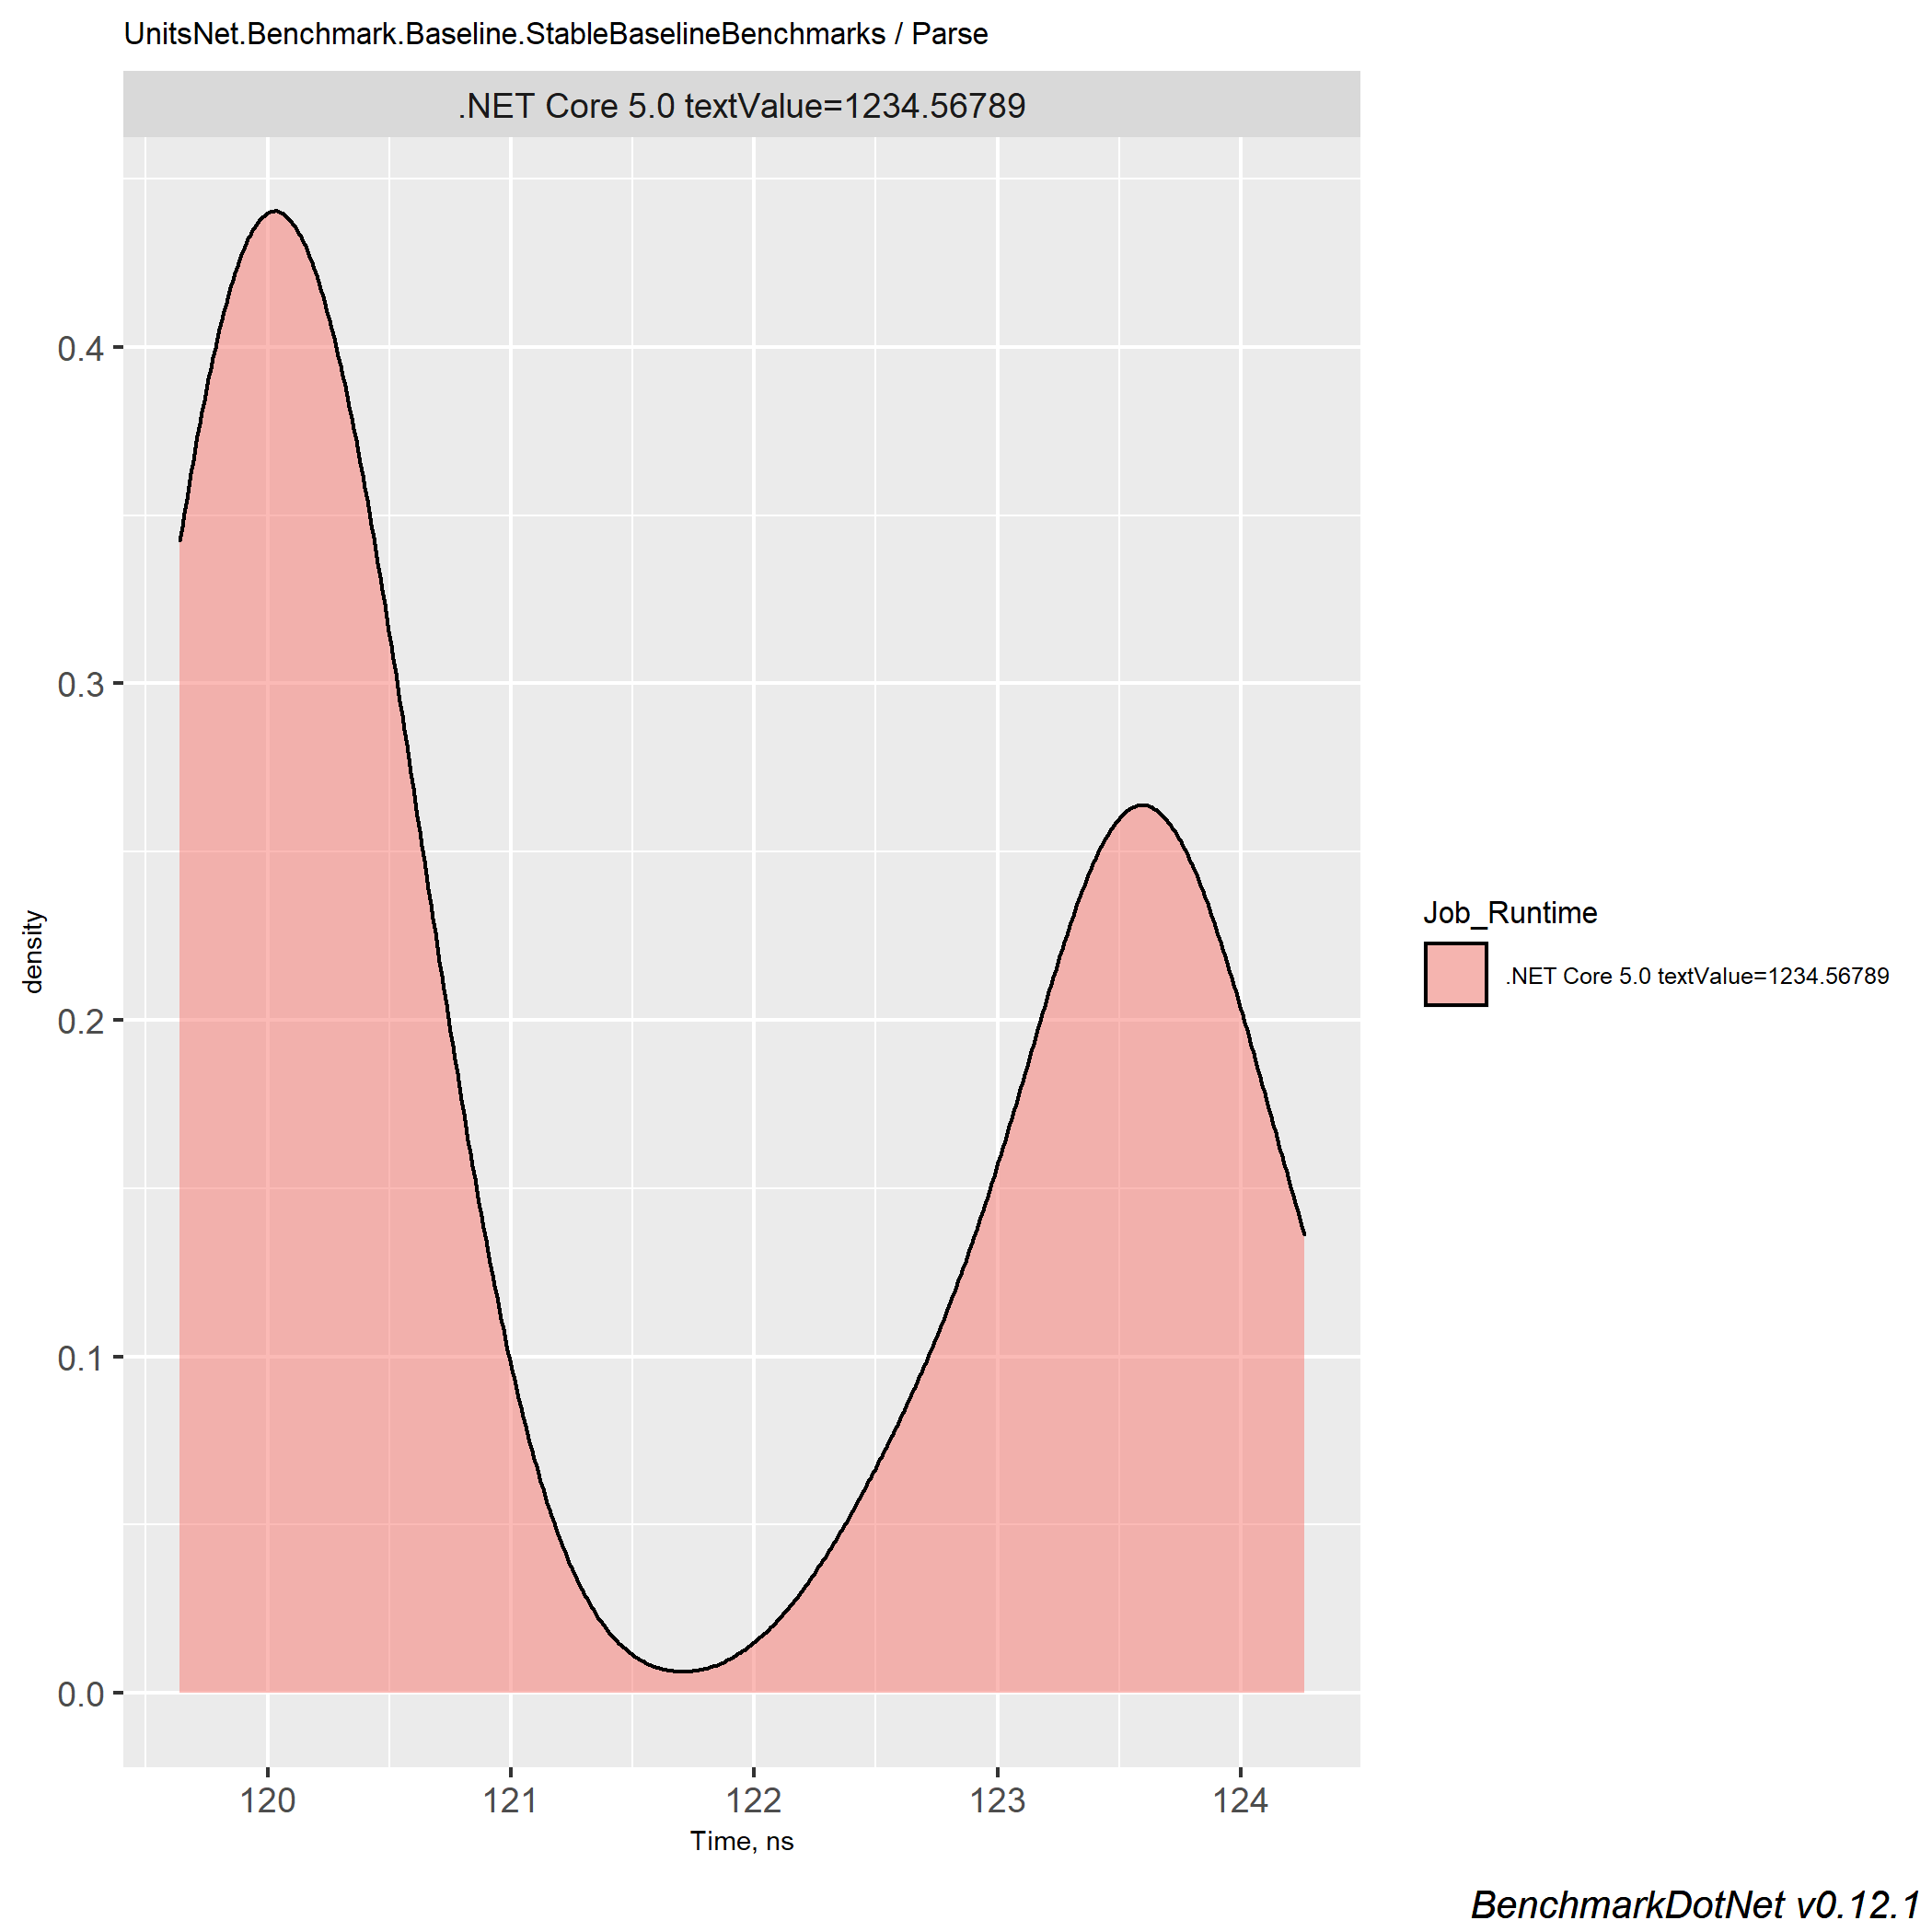 UnitsNet.Benchmark.Baseline.StableBaselineBenchmarks / Parse
.NET Core 5.0 textValue=1234.56789
0.4
0.3
0.2
0.1
0.0
density
120 121 122 123 124
Time, ns
Job_Runtime
.NET Core 5.0 textValue=1234.56789
BenchmarkDotNet v0.12.1